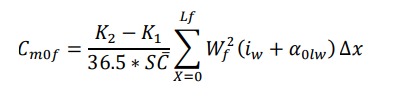 C_{m0f} = \frac{K_2 - K_1}{36.5 * S\bar{C}} \sum_{X=0}^{Lf} W_f^2 (i_w + \alpha_{0lw}) \Delta x